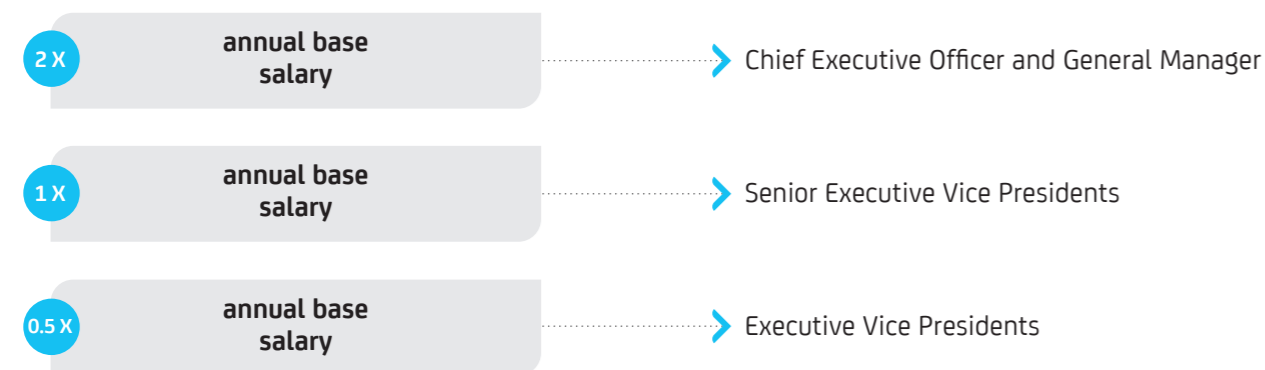 2 X
annual base
salary
Chief Executive Officer and General Manager
1 X
annual base
salary
Senior Executive Vice Presidents
0.5 X
annual base
salary
Executive Vice Presidents